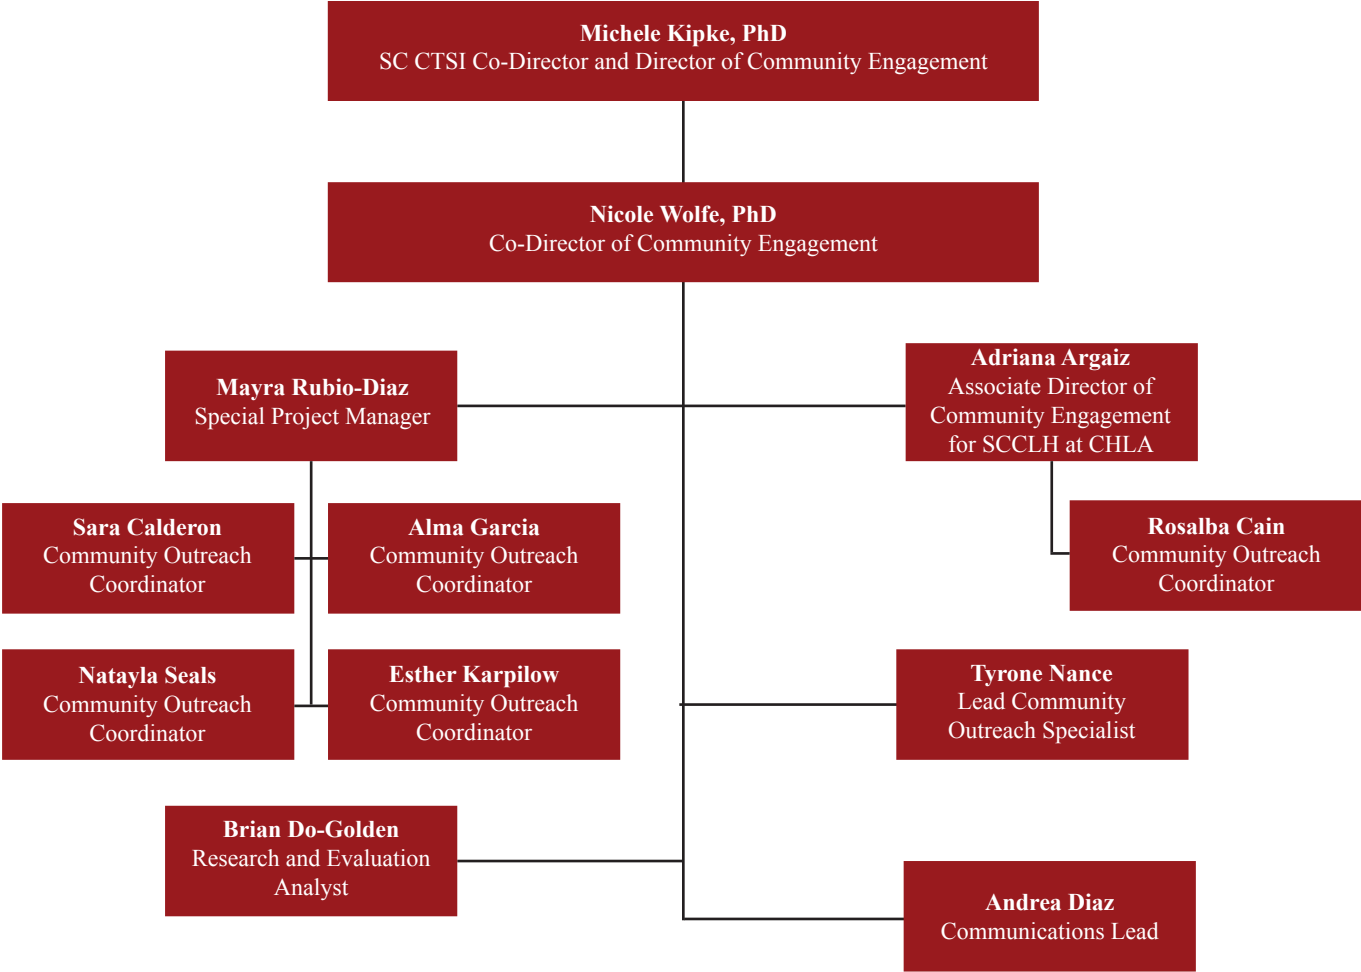 Michele Kipke, PhD
SC CTSI Co-Director and Director of Community Engagement
Nicole Wolfe, PhD
Co-Director of Community Engagement
Mayra Rubio-Diaz
Special Project Manager
Adriana Argaiz
Associate Director of
Community Engagement
for SCCLH at CHLA
Sara Calderon
Community Outreach
Coordinator
Alma Garcia
Community Outreach
Coordinator
Rosalba Cain
Community Outreach
Coordinator
Natayla Seals
Community Outreach
Coordinator
Esther Karpilow
Community Outreach
Coordinator
Tyrone Nance
Lead Community
Outreach Specialist
Brian Do-Golden
Research and Evaluation
Analyst
Andrea Diaz
Communications Lead